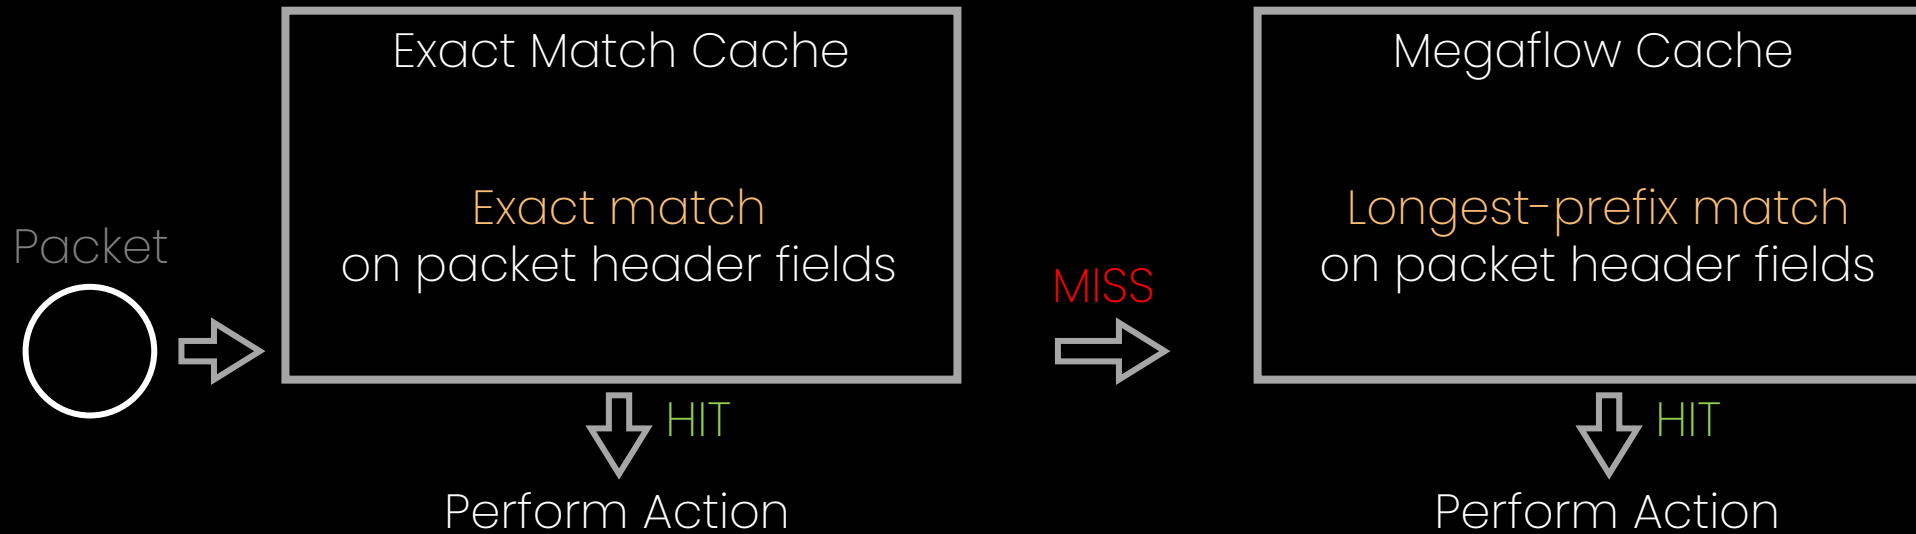 Packet
Exact Match Cache
Exact match
on packet header fields
HIT
Perform Action
MISS
Megaflow Cache
Longest-prefix match
on packet header fields
HIT
Perform Action